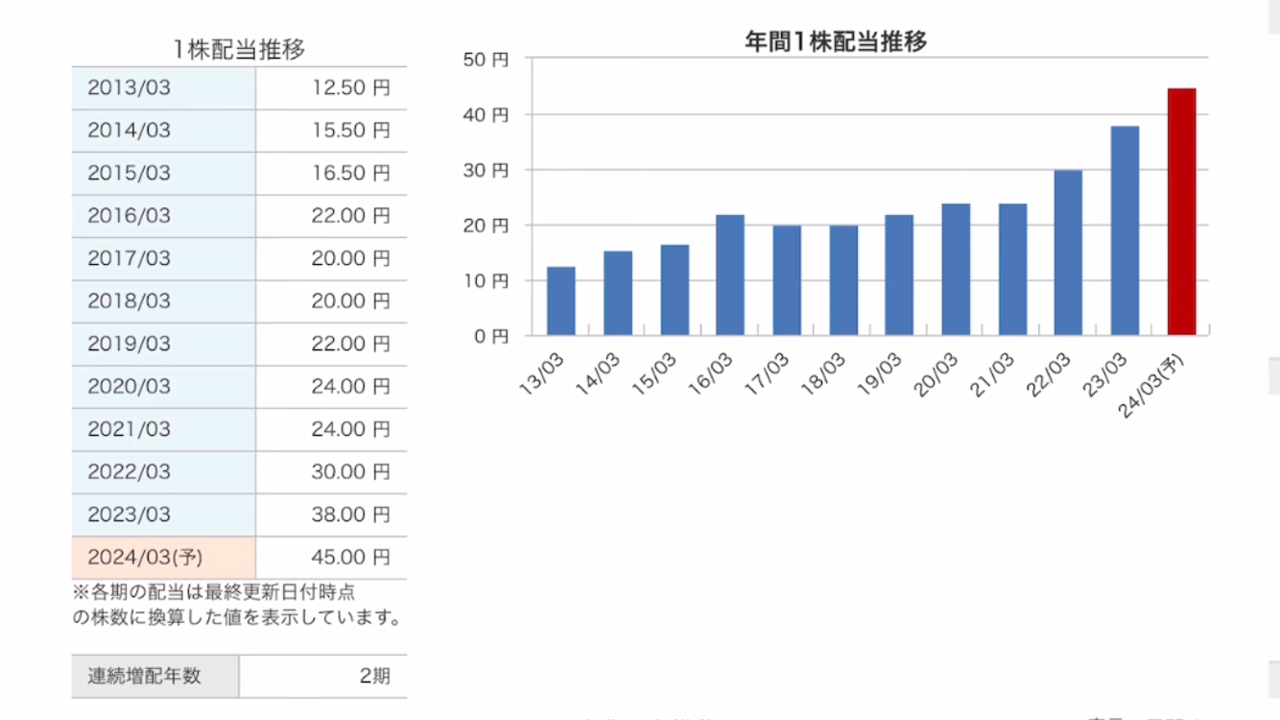 1株配当推移
2013/03 12.50 円
2014/03 15.50 円
2015/03 16.50 円
2016/03 22.00 円
2017/03 20.00 円
2018/03 20.00 円
2019/03 22.00 円
2020/03 24.00 円
2021/03 24.00 円
2022/03 30.00 円
2023/03 38.00 円
2024/03(予) 45.00 円
※各期の配当は最終更新日付時点
の株数に換算した値を表示しています。
連続増配年数 2期
年間1株配当推移
50 円
40 円
30 円
20 円
10 円
0 円
13/03 14/03 15/03 16/03 17/03 18/03 19/03 20/03 21/03 22/03 23/03 24/03(予)